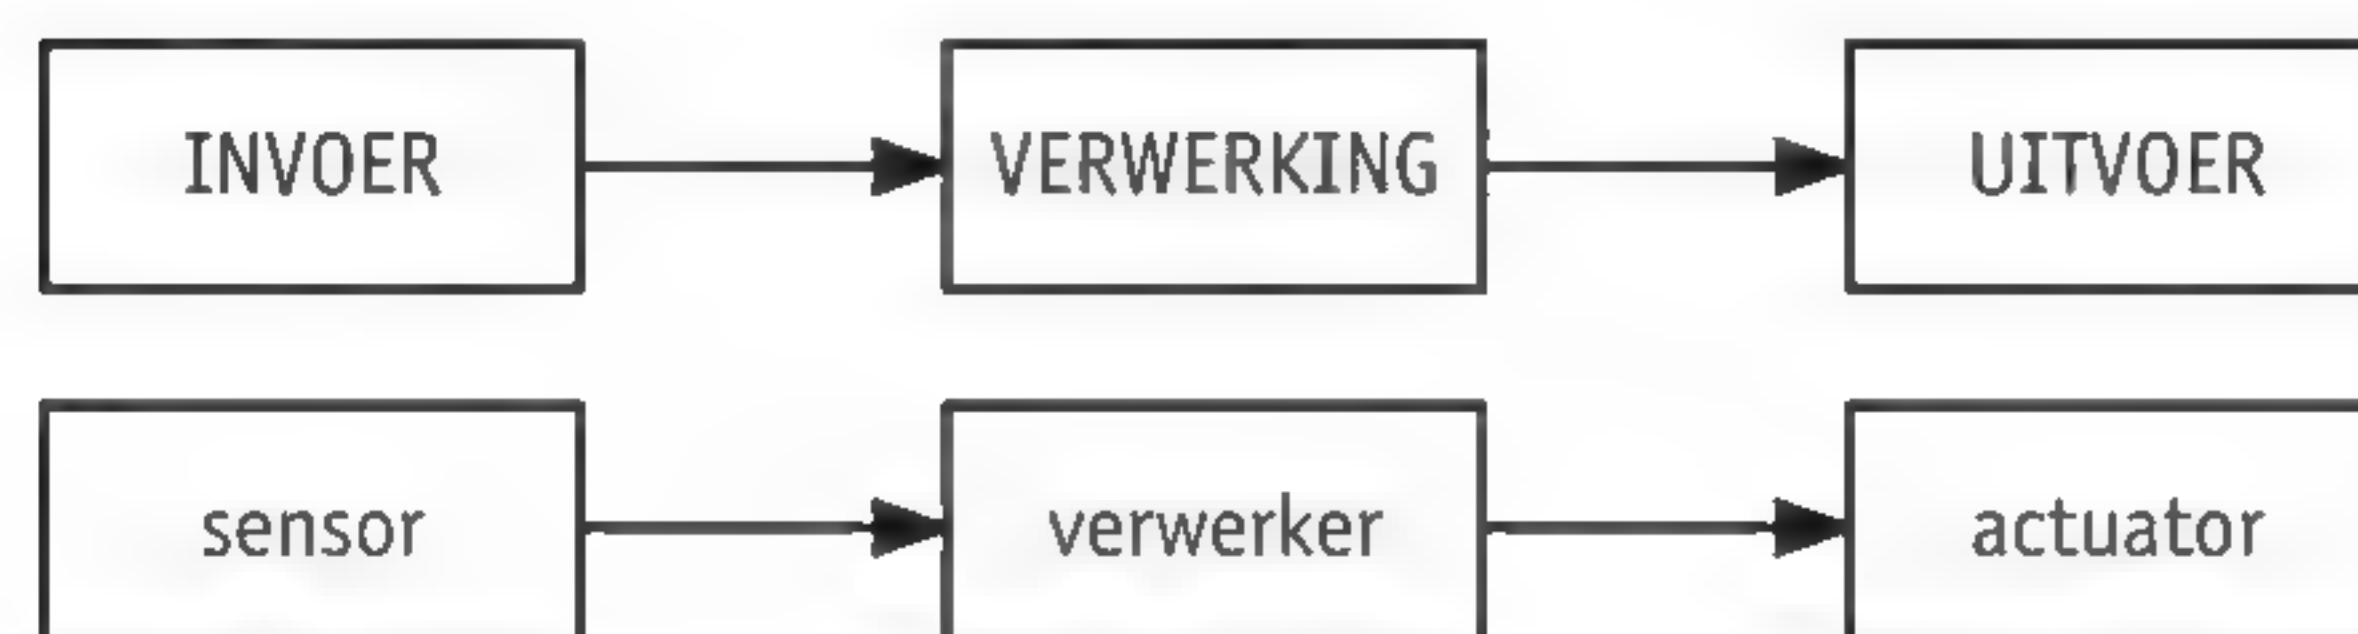 INVOER VERWERKING UITVOER
sensor verwerker actuator